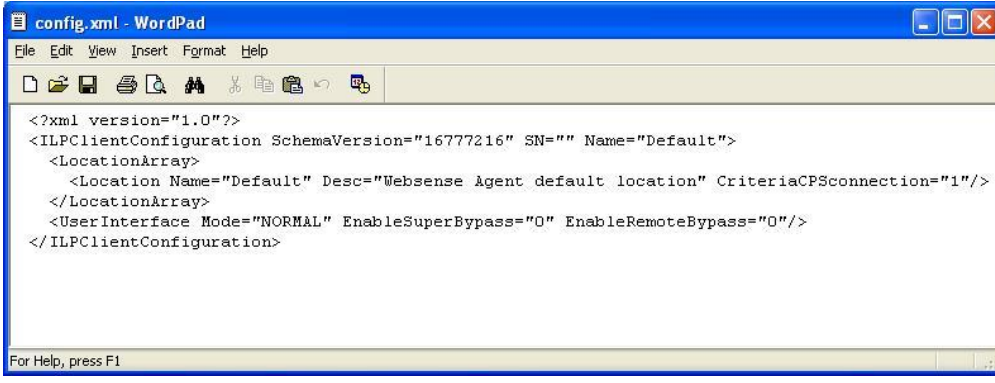 config.xml - WordPad
File Edit View Insert Format Help
<?xml version="1.0"?>
<ILPClientConfiguration SchemaVersion="16777216" SN="" Name="Default">
  <LocationArray>
    <Location Name="Default" Desc="Websense Agent default location" CriteriaCPSconnection="1"/>
  </LocationArray>
  <UserInterface Mode="NORMAL" EnableSuperBypass="0" EnableRemoteBypass="0"/>
</ILPClientConfiguration>
For Help, press F1